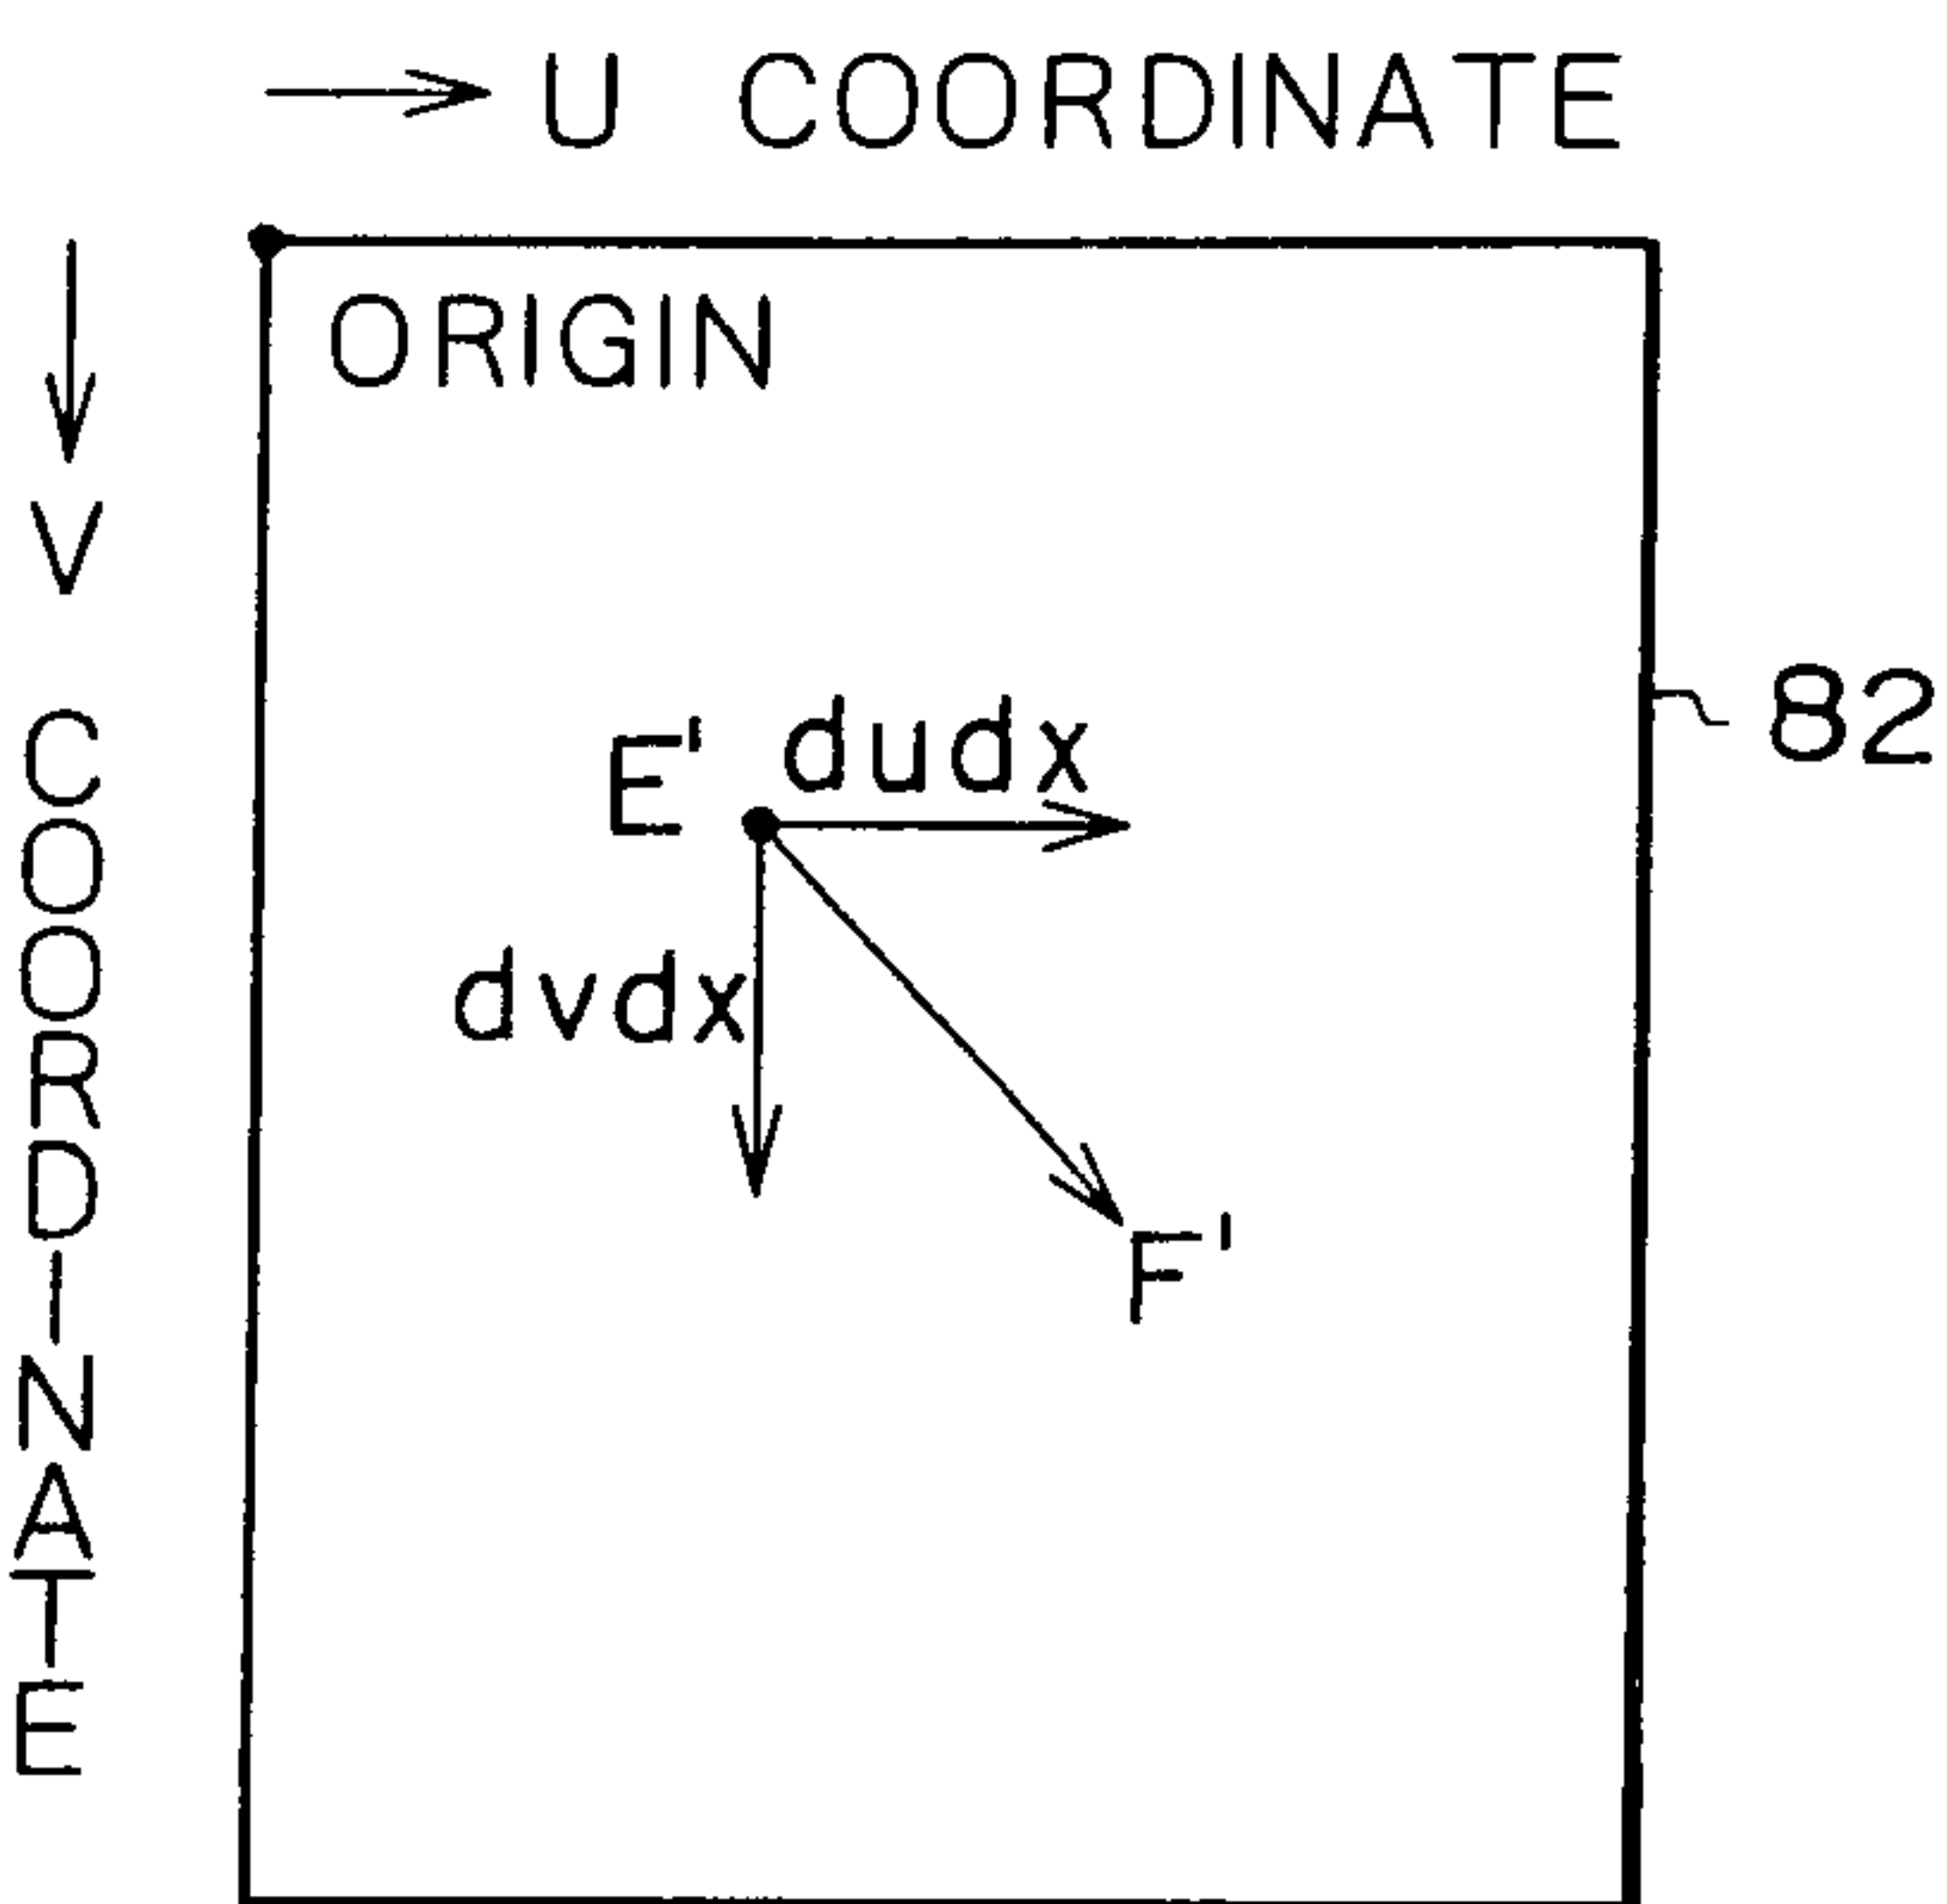 U COORDINATE
ORIGIN
V COORDINATE
82
E' dudx
dvdx
F'